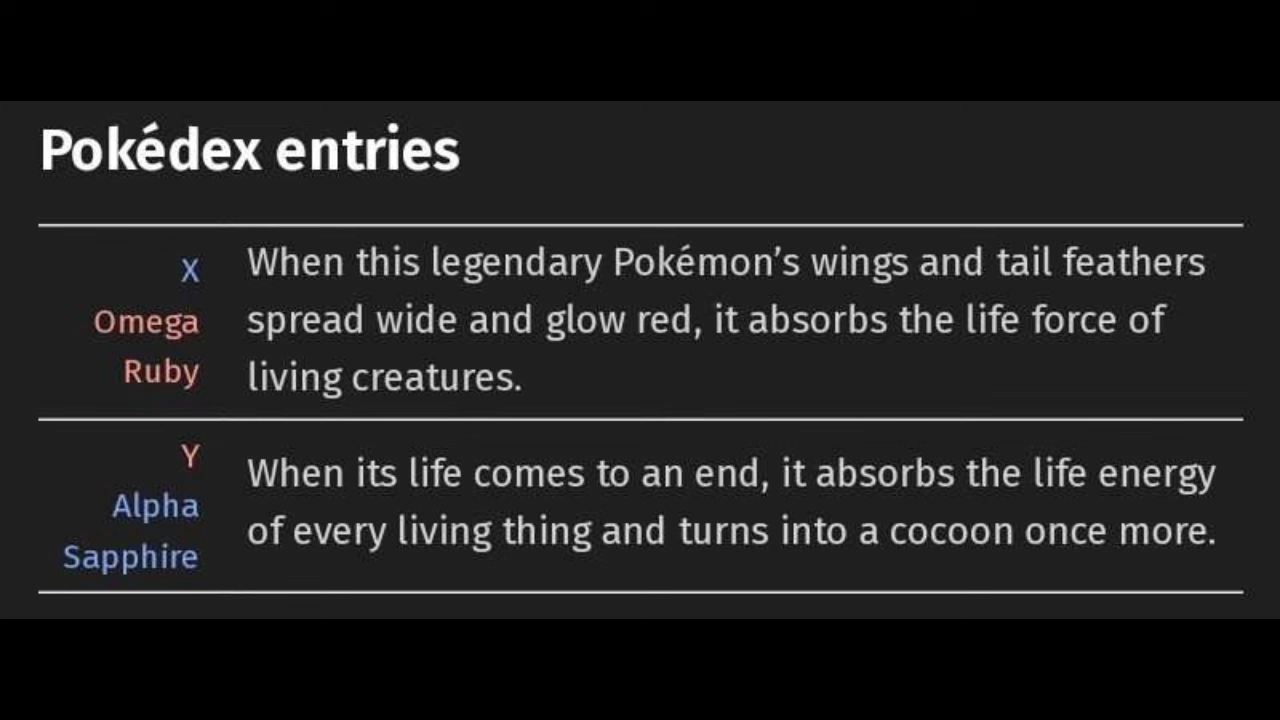 Pokédex entries
X
Omega
Ruby
When this legendary Pokémon’s wings and tail feathers
spread wide and glow red, it absorbs the life force of
living creatures.
Y
Alpha
Sapphire
When its life comes to an end, it absorbs the life energy
of every living thing and turns into a cocoon once more.